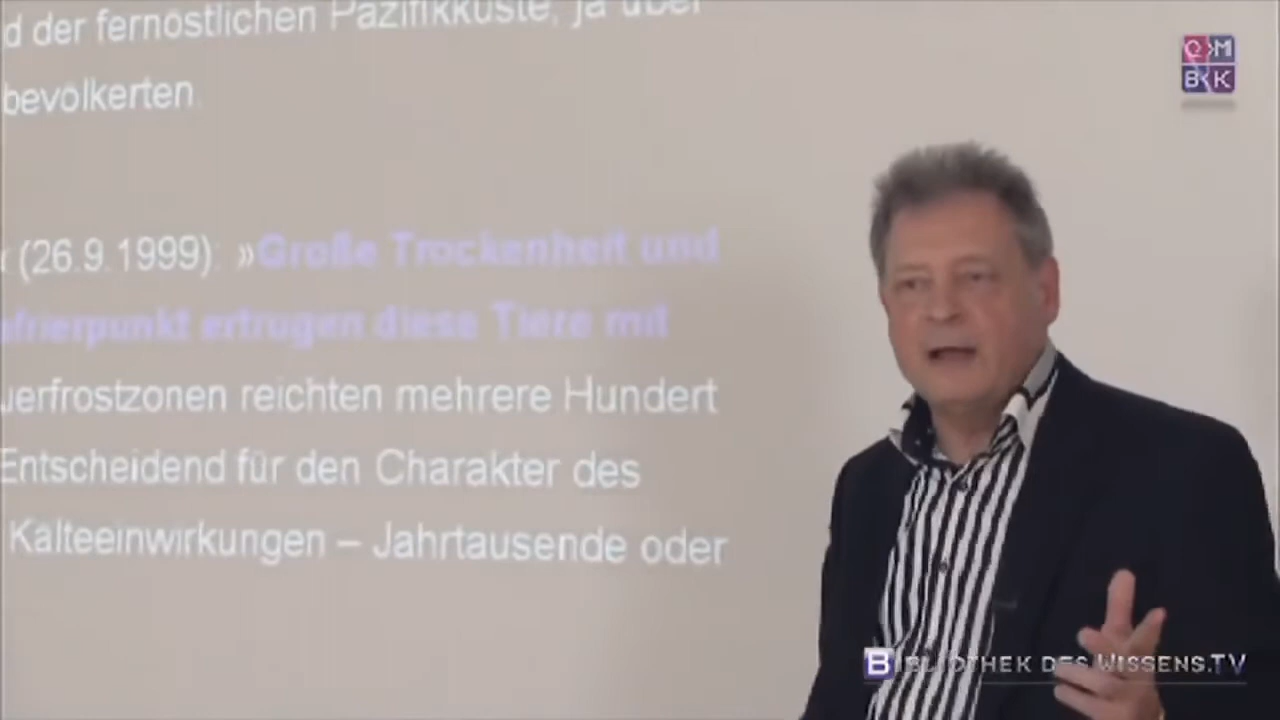 d der fernöstlichen Pazifikküste, ja über
bevölkerten.
(26.9.1999): »Große Trockenheit und
afrierpunkt ertrugen diese Tiere mit
uerfrostzonen reichten mehrere Hundert
Entscheidend für den Charakter des
Kälteeinwirkungen – Jahrtausende oder
BIBLIOTHEK DES WISSENS.TV